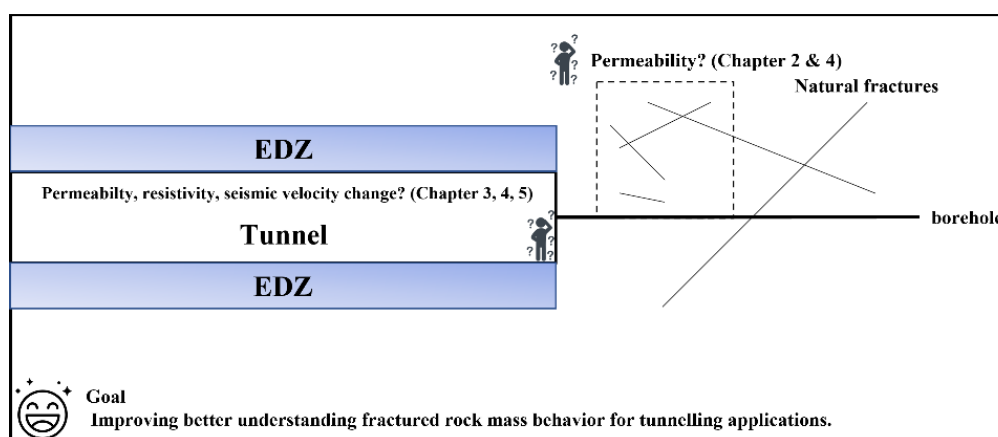 Permeability? (Chapter 2 & 4)
Natural fractures
EDZ
Permeabilty, resistivity, seismic velocity change? (Chapter 3, 4, 5)
Tunnel
borehole
EDZ
Goal
Improving better understanding fractured rock mass behavior for tunnelling applications.